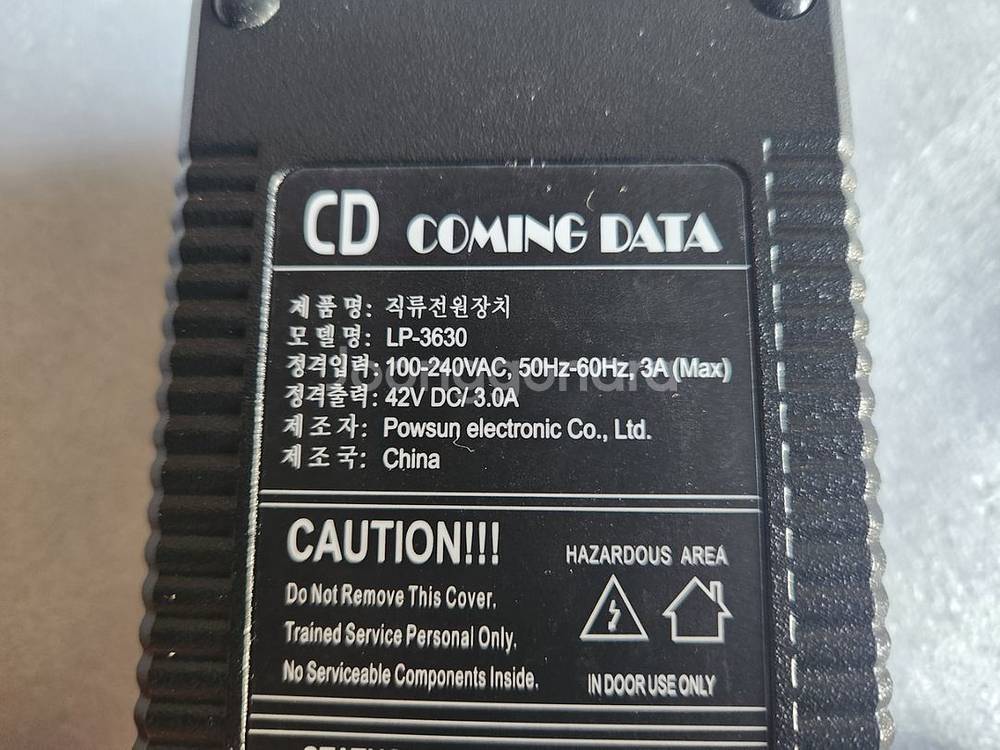 CD COMING DATA
제품명: 직류전원장치
모델명: LP-3630
정격입력: 100-240VAC, 50Hz-60Hz, 3A (Max)
정격출력: 42V DC/ 3.0A
제조자: Powsun electronic Co., Ltd.
제조국: China
CAUTION!!!
Do Not Remove This Cover.
Trained Service Personal Only.
No Serviceable Components Inside.
HAZARDOUS AREA
IN DOOR USE ONLY